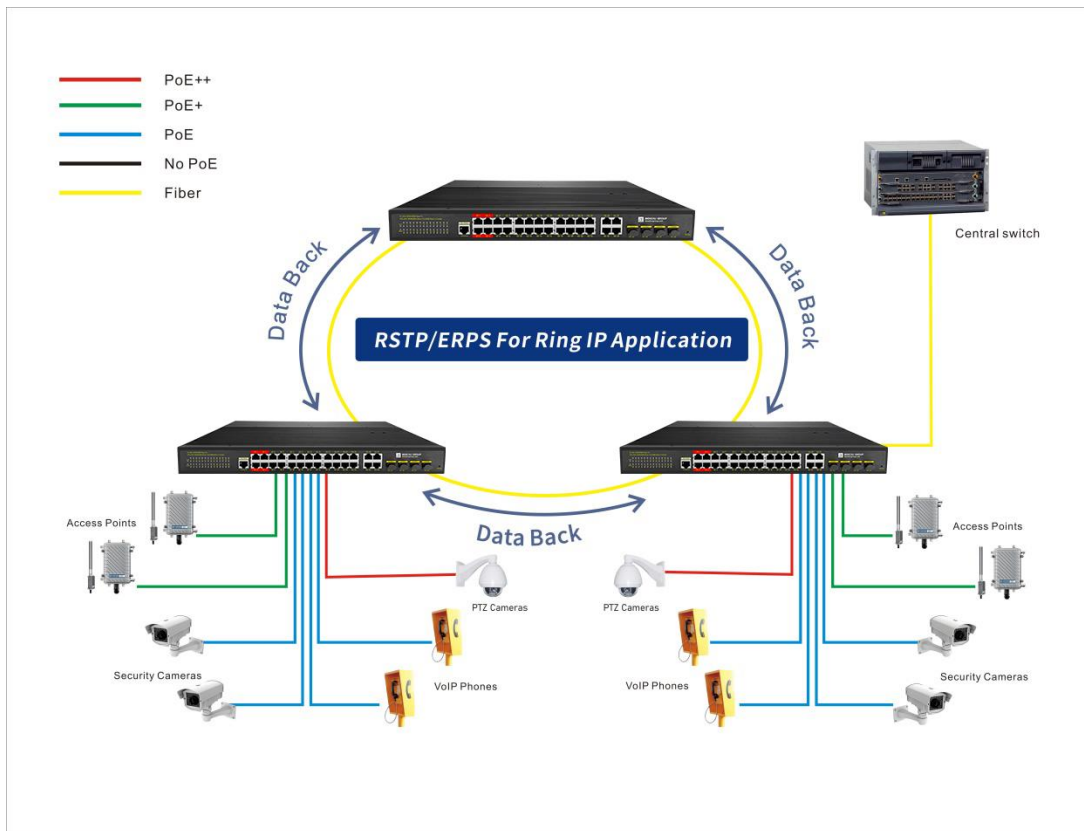 PoE++
PoE+
PoE
No PoE
Fiber
Central switch
Data Back
Data Back
RSTP/ERPS For Ring IP Application
Data Back
Access Points
PTZ Cameras
Security Cameras
VoIP Phones
Access Points
PTZ Cameras
VoIP Phones
Security Cameras